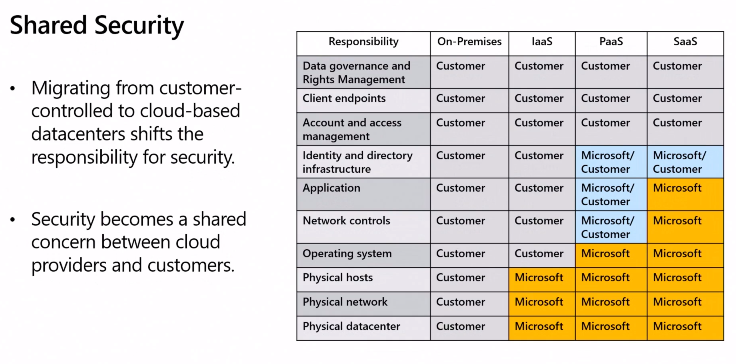 Shared Security
• Migrating from customer-
controlled to cloud-based
datacenters shifts the
responsibility for security.
• Security becomes a shared
concern between cloud
providers and customers.
Responsibility On-Premises IaaS PaaS SaaS
Data governance and
Rights Management Customer Customer Customer Customer
Client endpoints Customer Customer Customer Customer
Account and access
management Customer Customer Customer Customer
Identity and directory
infrastructure Customer Customer Microsoft/
Customer Microsoft/
Customer
Application Customer Customer Microsoft/
Customer Microsoft
Network controls Customer Customer Microsoft/
Customer Microsoft
Operating system Customer Customer Microsoft Microsoft
Physical hosts Customer Microsoft Microsoft Microsoft
Physical network Customer Microsoft Microsoft Microsoft
Physical datacenter Customer Microsoft Microsoft Microsoft